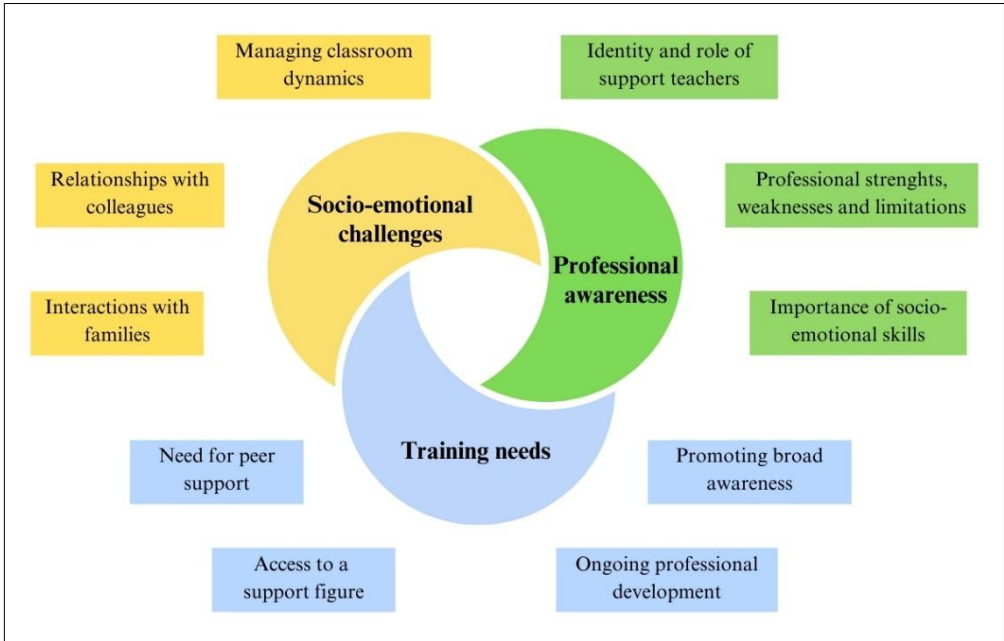 Managing classroom
dynamics
Identity and role of
support teachers
Relationships with
colleagues
Socio-emotional
challenges
Professional strenghts,
weaknesses and limitations
Professional
awareness
Interactions with
families
Importance of socio-
emotional skills
Training needs
Need for peer
support
Promoting broad
awareness
Access to a
support figure
Ongoing professional
development